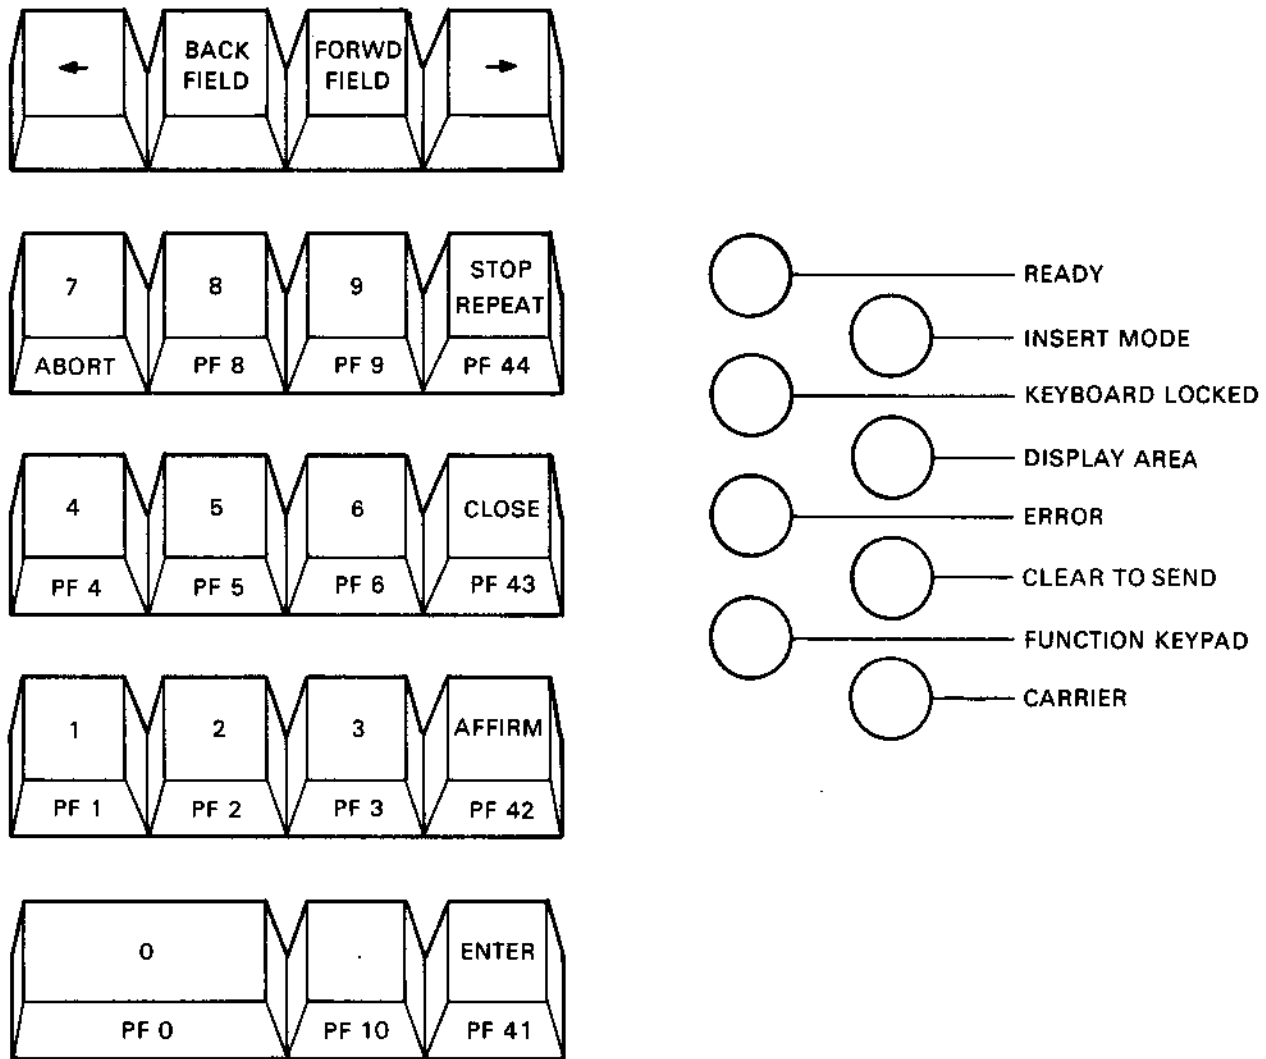 ←
BACK
FIELD
FORWD
FIELD
→
7
8
9
STOP
REPEAT
ABORT
PF 8
PF 9
PF 44
4
5
6
CLOSE
PF 4
PF 5
PF 6
PF 43
1
2
3
AFFIRM
PF 1
PF 2
PF 3
PF 42
0
.
ENTER
PF 0
PF 10
PF 41
READY
INSERT MODE
KEYBOARD LOCKED
DISPLAY AREA
ERROR
CLEAR TO SEND
FUNCTION KEYPAD
CARRIER